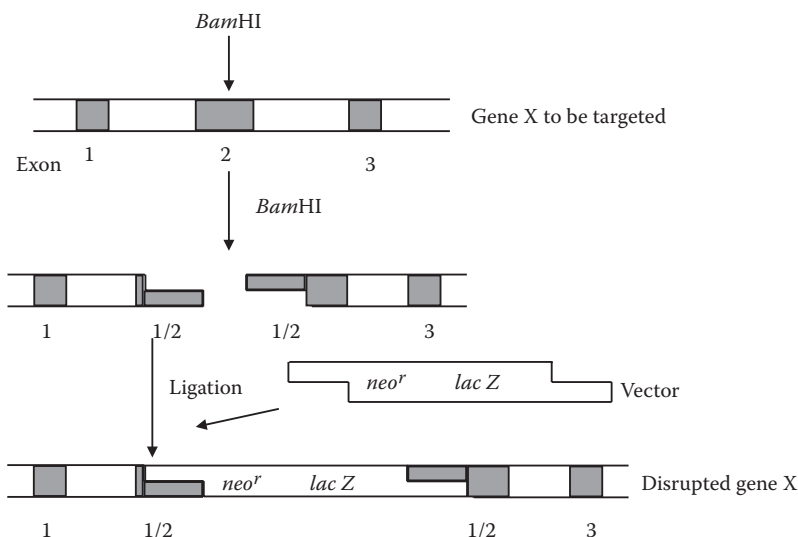 BamHI
Gene X to be targeted
Exon 1 2 3
BamHI
1 1/2 1/2 3
Ligation
neoʳ lac Z
Vector
neoʳ lac Z
Disrupted gene X
1 1/2 1/2 3